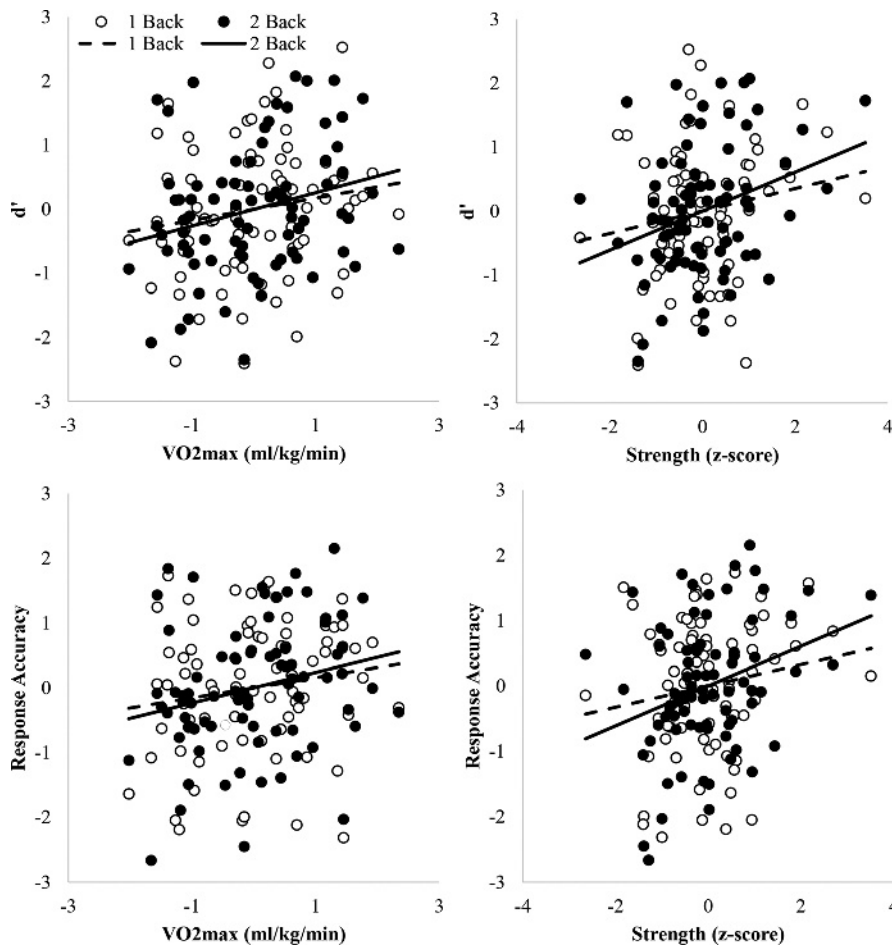 1 Back 2 Back
1 Back 2 Back
3
2
1
0
-1
-2
-3
d'
-3 -1 1 3
VO2max (ml/kg/min)
3
2
1
0
-1
-2
-3
d'
-4 -2 0 2 4
Strength (z-score)
3
2
1
0
-1
-2
-3
Response Accuracy
-3 -1 1 3
VO2max (ml/kg/min)
3
2
1
0
-1
-2
-3
Response Accuracy
-4 -2 0 2 4
Strength (z-score)